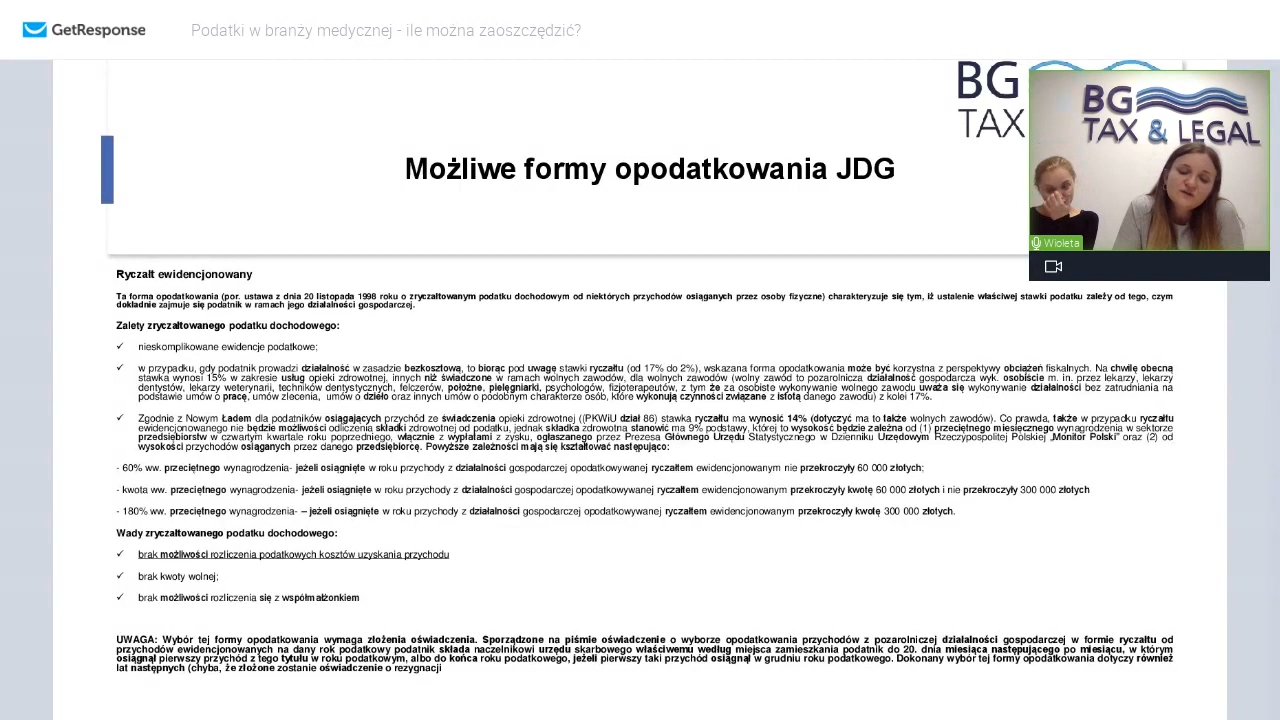 GetResponse
Podatki w branży medycznej - ile można zaoszczędzić?
BG
TAX
BG
TAX & LEGAL
Wioleta
Możliwe formy opodatkowania JDG
Ryczałt ewidencjonowany
Ta forma opodatkowania (por. ustawa z dnia 20 listopada 1998 roku o zryczałtowanym podatku dochodowym od niektórych przychodów osiąganych przez osoby fizyczne) charakteryzuje się tym, iż ustalenie właściwej stawki podatku zależy od tego, czym
dokładnie zajmuje się podatnik w ramach jego działalności gospodarczej.
Zalety zryczałtowanego podatku dochodowego:
✓ nieskomplikowane ewidencje podatkowe;
✓ w przypadku, gdy podatnik prowadzi działalność w zasadzie bezkosztową, to biorąc pod uwagę stawki ryczałtu (od 17% do 2%), wskazana forma opodatkowania może być korzystna z perspektywy obciążeń fiskalnych. Na chwilę obecną
stawka wynosi 15% w zakresie usług opieki zdrowotnej, innych niż świadczone w ramach wolnych zawodów, dla wolnych zawodów (wolny zawód to pozarolnicza działalność gospodarcza wyk. osobiście m. in. przez lekarzy, lekarzy
dentystów, lekarzy weterynarii, techników dentystycznych, felczerów, położne, pielęgniarki, psychologów, fizjoterapeutów, z tym że za osobiste wykonywanie wolnego zawodu uważa się wykonywanie działalności bez zatrudniania na
podstawie umów o pracę, umów zlecenia, umów o dzieło oraz innych umów o podobnym charakterze osób, które wykonują czynności związane z istotą danego zawodu) z kolei 17%.
✓ Zgodnie z Nowym Ładem dla podatników osiągających przychód ze świadczenia opieki zdrowotnej ((PKWiU dział 86) stawka ryczałtu ma wynosić 14% (dotyczyć ma to także wolnych zawodów). Co prawda, także w przypadku ryczałtu
ewidencjonowanego nie będzie możliwości odliczenia składki zdrowotnej od podatku, jednak składka zdrowotna stanowić ma 9% podstawy, której to wysokość będzie zależna od (1) przeciętnego miesięcznego wynagrodzenia w sektorze
przedsiębiorstw w czwartym kwartale roku poprzedniego, włącznie z wypłatami z zysku, ogłaszanego przez Prezesa Głównego Urzędu Statystycznego w Dzienniku Urzędowym Rzeczypospolitej Polskiej „Monitor Polski” oraz (2) od
wysokości przychodów osiąganych przez danego przedsiębiorcę. Powyższe zależności mają się kształtować następująco:
- 60% ww. przeciętnego wynagrodzenia- jeżeli osiągnięte w roku przychody z działalności gospodarczej opodatkowywanej ryczałtem ewidencjonowanym nie przekroczyły 60 000 złotych;
- kwota ww. przeciętnego wynagrodzenia- jeżeli osiągnięte w roku przychody z działalności gospodarczej opodatkowywanej ryczałtem ewidencjonowanym przekroczyły kwotę 60 000 złotych i nie przekroczyły 300 000 złotych
- 180% ww. przeciętnego wynagrodzenia- – jeżeli osiągnięte w roku przychody z działalności gospodarczej opodatkowywanej ryczałtem ewidencjonowanym przekroczyły kwotę 300 000 złotych.
Wady zryczałtowanego podatku dochodowego:
✓ brak możliwości rozliczenia podatkowych kosztów uzyskania przychodu
✓ brak kwoty wolnej;
✓ brak możliwości rozliczenia się z współmałżonkiem
UWAGA: Wybór tej formy opodatkowania wymaga złożenia oświadczenia. Sporządzone na piśmie oświadczenie o wyborze opodatkowania przychodów z pozarolniczej działalności gospodarczej w formie ryczałtu od
przychodów ewidencjonowanych na dany rok podatkowy podatnik składa naczelnikowi urzędu skarbowego właściwemu według miejsca zamieszkania podatnik do 20. dnia miesiąca następującego po miesiącu, w którym
osiągnął pierwszy przychód z tego tytułu w roku podatkowym, albo do końca roku podatkowego, jeżeli pierwszy taki przychód osiągnął w grudniu roku podatkowego. Dokonany wybór tej formy opodatkowania dotyczy również
lat następnych (chyba, że złożone zostanie oświadczenie o rezygnacji